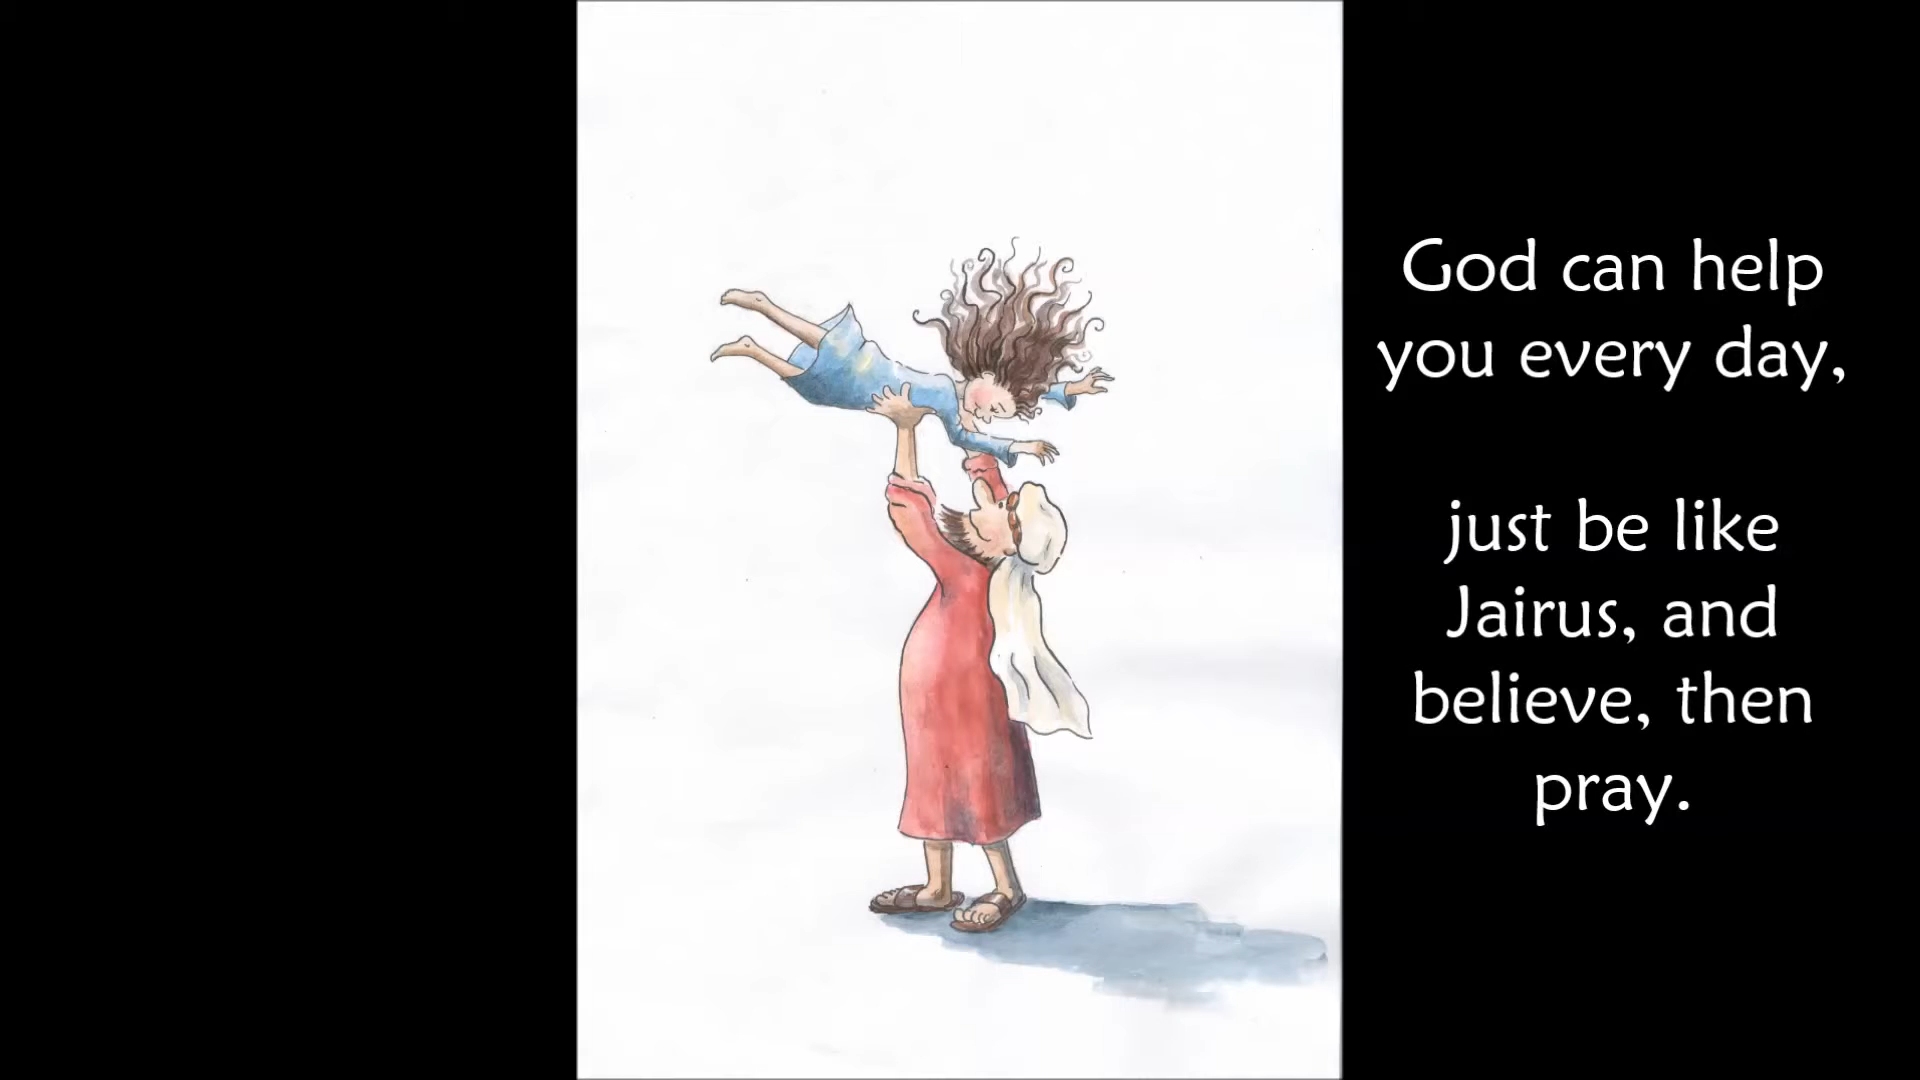 God can help
you every day,
just be like
Jairus, and
believe, then
pray.